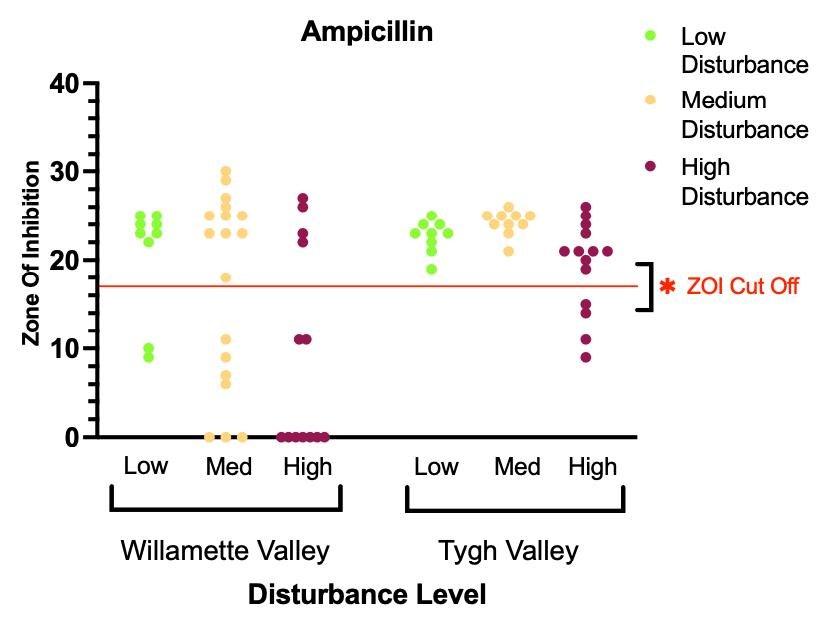 Ampicillin
Low
Disturbance
Medium
Disturbance
High
Disturbance
Zone Of Inhibition
40
30
20
10
0
* ZOI Cut Off
Low Med High Low Med High
Willamette Valley Tygh Valley
Disturbance Level